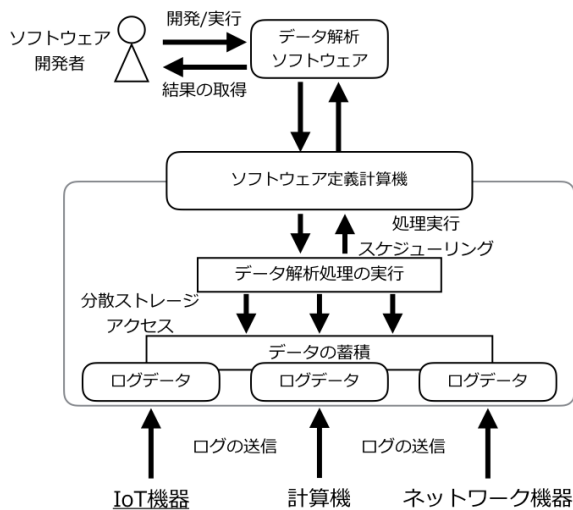 開発/実行
ソフトウェア
開発者
データ解析
ソフトウェア
結果の取得
ソフトウェア定義計算機
処理実行
スケジューリング
データ解析処理の実行
分散ストレージ
アクセス
データの蓄積
ログデータ
ログデータ
ログデータ
ログの送信
ログの送信
IoT機器
計算機
ネットワーク機器